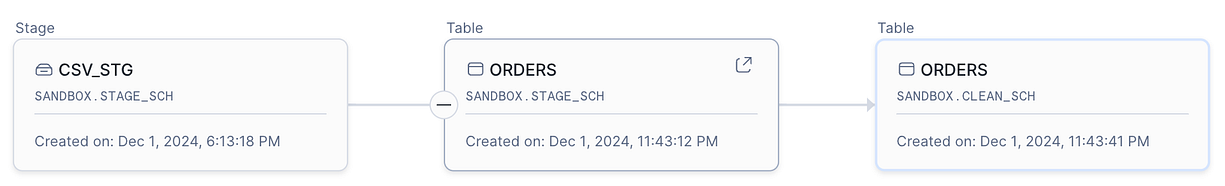 Stage
CSV_STG
SANDBOX.STAGE_SCH
Created on: Dec 1, 2024, 6:13:18 PM
Table
ORDERS
SANDBOX.STAGE_SCH
Created on: Dec 1, 2024, 11:43:12 PM
Table
ORDERS
SANDBOX.CLEAN_SCH
Created on: Dec 1, 2024, 11:43:41 PM